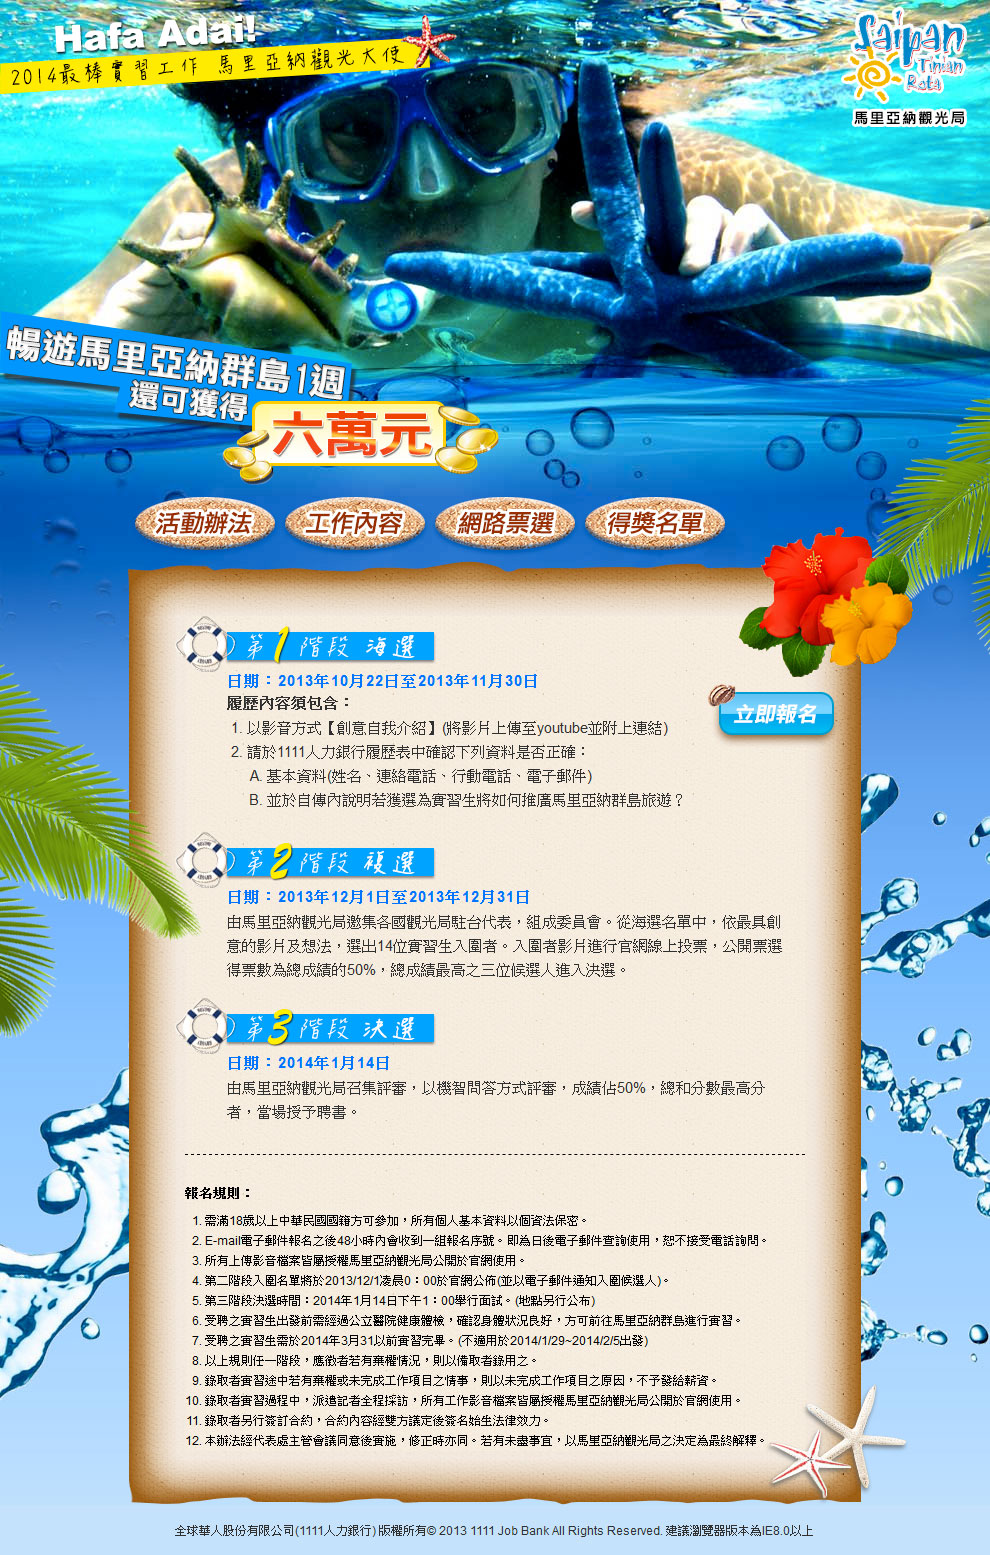 Hafa Adai!
2014最棒實習工作 馬里亞納觀光大使
Saipan
Tinian
Rota
馬里亞納觀光局
暢遊馬里亞納群島1週
還可獲得
六萬元
活動辦法
工作內容
網路票選
得獎名單
第1階段 海選
日期：2013年10月22日至2013年11月30日
履歷內容須包含：
立即報名
1. 以影音方式【創意自我介紹】(將影片上傳至youtube並附上連結)
2. 請於1111人力銀行履歷表中確認下列資料是否正確：
A. 基本資料(姓名、連絡電話、行動電話、電子郵件)
B. 並於自傳內說明若獲選為實習生將如何推廣馬里亞納群島旅遊？
第2階段 複選
日期：2013年12月1日至2013年12月31日
由馬里亞納觀光局邀集各國觀光局駐台代表，組成委員會。從海選名單中，依最具創
意的影片及想法，選出14位實習生入圍者。入圍者影片進行官網線上投票，公開票選
得票數為總成績的50%，總成績最高之三位候選人進入決選。
第3階段 決選
日期：2014年1月14日
由馬里亞納觀光局召集評審，以機智問答方式評審，成績佔50%，總和分數最高分
者，當場授予聘書。
報名規則：
1. 需滿18歲以上中華民國國籍方可參加，所有個人基本資料以個資法保密。
2. E-mail電子郵件報名之後48小時內會收到一組報名序號。即為日後電子郵件查詢使用，恕不接受電話詢問。
3. 所有上傳影音檔案皆屬授權馬里亞納觀光局公開於官網使用。
4. 第二階段入圍名單將於2013/12/1凌晨0：00於官網公佈(並以電子郵件通知入圍候選人)。
5. 第三階段決選時間：2014年1月14日下午1：00舉行面試。(地點另行公布)
6. 受聘之實習生出發前需經過公立醫院健康體檢，確認身體狀況良好，方可前往馬里亞納群島進行實習。
7. 受聘之實習生需於2014年3月31以前實習完畢。(不適用於2014/1/29~2014/2/5出發)
8. 以上規則任一階段，應徵者若有棄權情況，則以備取者錄用之。
9. 錄取者實習途中若有棄權或未完成工作項目之情事，則以未完成工作項目之原因，不予發給薪資。
10. 錄取者實習過程中，派遣記者全程採訪，所有工作影音檔案皆屬授權馬里亞納觀光局公開於官網使用。
11. 錄取者另行簽訂合約，合約內容經雙方議定後簽名始生法律效力。
12. 本辦法經代表處主管會議同意後實施，修正時亦同。若有未盡事宜，以馬里亞納觀光局之決定為最終解釋。
全球華人股份有限公司(1111人力銀行) 版權所有© 2013 1111 Job Bank All Rights Reserved. 建議瀏覽器版本為IE8.0以上